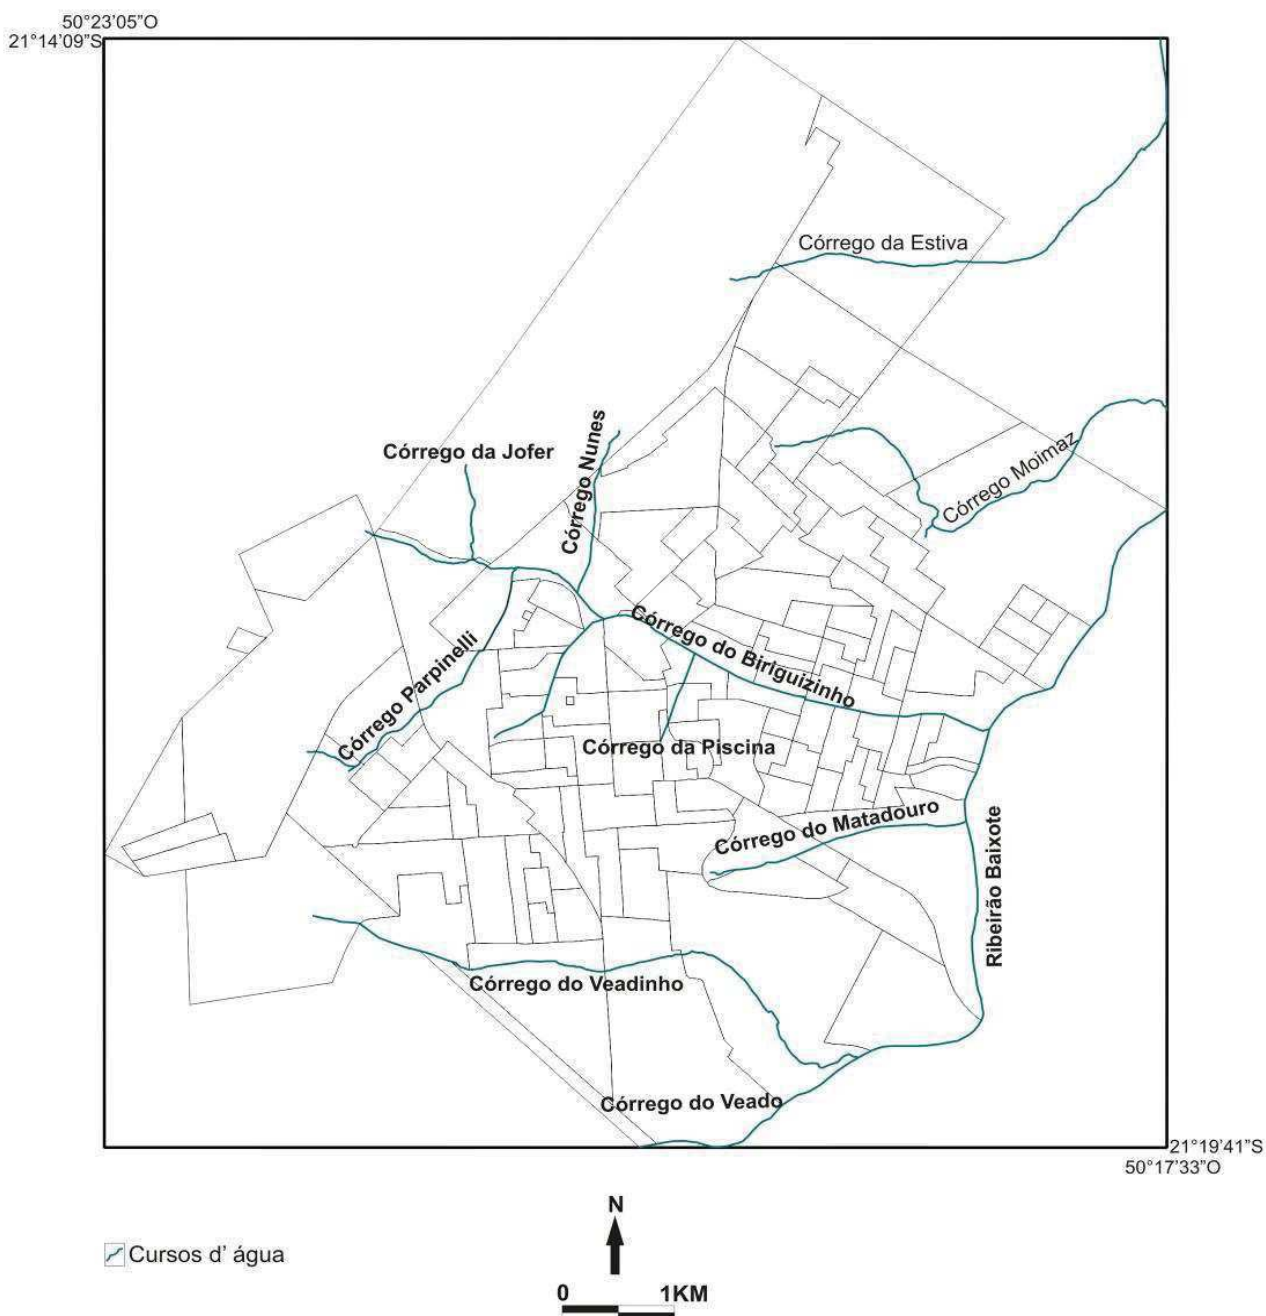 50°23'05"O
21°14'09"S
Córrego da Estiva
Córrego da Jofer
Córrego Nunes
Córrego Moimaz
Córrego do Biriguizinho
Córrego Parpinelli
Córrego da Piscina
Córrego do Matadouro
Ribeirão Baixote
Córrego do Veadinho
Córrego do Veado
21°19'41"S
50°17'33"O
N
Cursos d' água
0 1KM